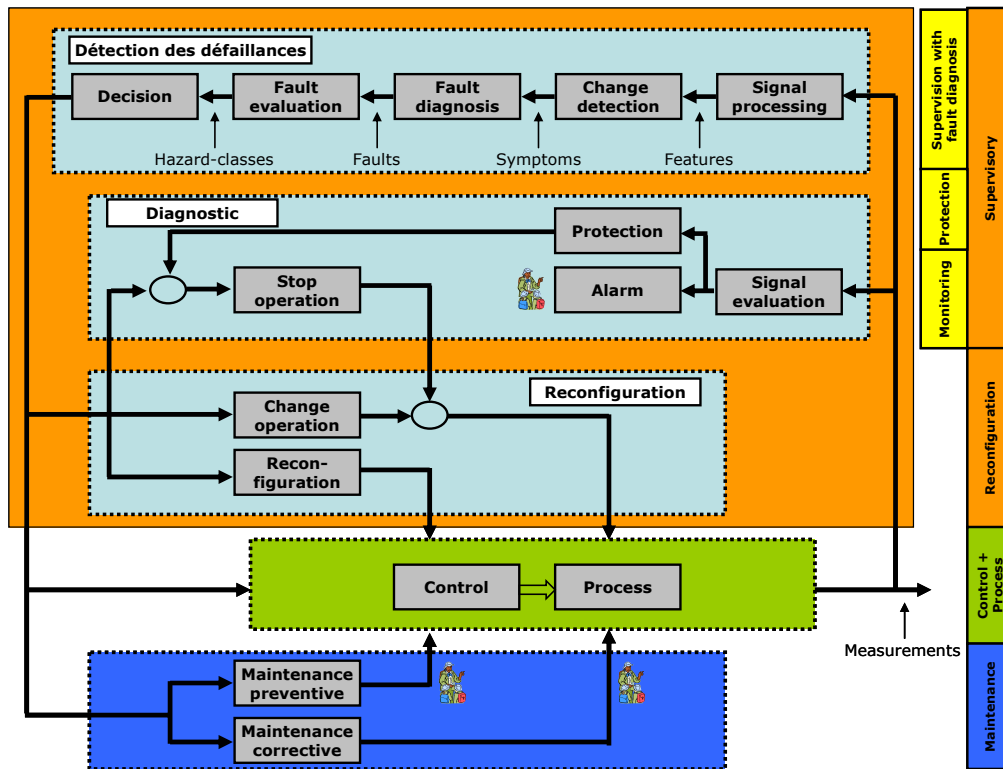 Détection des défaillances
Decision
Fault
evaluation
Fault
diagnosis
Change
detection
Signal
processing
Hazard-classes
Faults
Symptoms
Features
Diagnostic
Protection
Stop
operation
Alarm
Signal
evaluation
Reconfiguration
Change
operation
Recon-
figuration
Control
Process
Measurements
Maintenance
preventive
Maintenance
corrective
Supervision with
fault diagnosis
Protection
Monitoring
Supervisory
Reconfiguration
Control +
Process
Maintenance